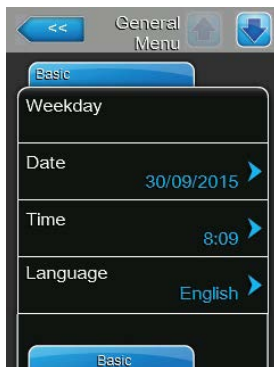 <<
General
Menu
Basic
Weekday
Date
30/09/2015
Time
8:09
Language
English
Basic